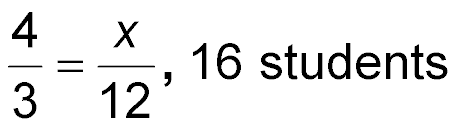 4/3 = x/12, 16 students